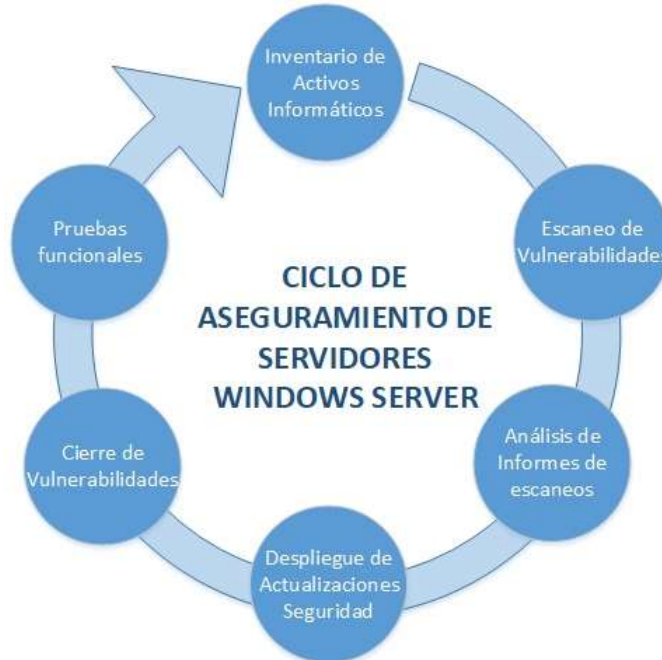 Inventario de
Activos
Informáticos
Escaneo de
Vulnerabilidades
Análisis de
Informes de
escaneos
Despliegue de
Actualizaciones
Seguridad
Cierre de
Vulnerabilidades
Pruebas
funcionales
CICLO DE
ASEGURAMIENTO DE
SERVIDORES
WINDOWS SERVER